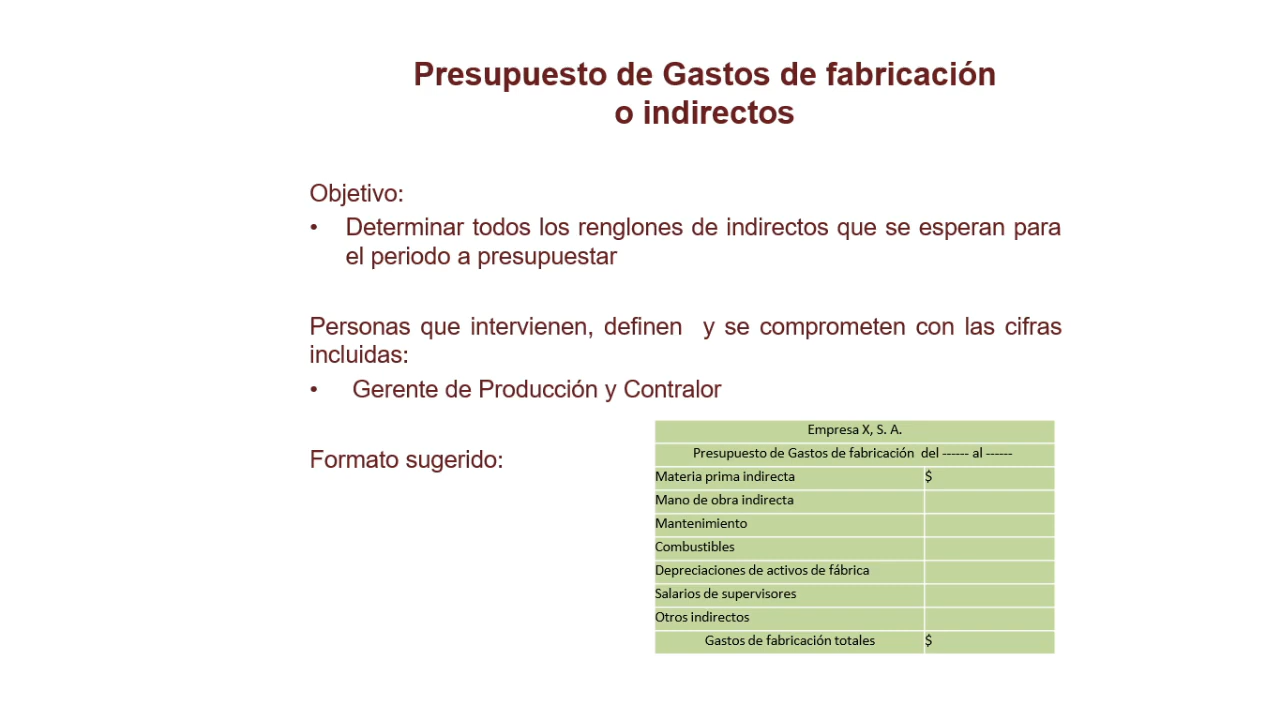 Presupuesto de Gastos de fabricación
o indirectos
Objetivo:
• Determinar todos los renglones de indirectos que se esperan para
el periodo a presupuestar
Personas que intervienen, definen y se comprometen con las cifras
incluidas:
• Gerente de Producción y Contralor
Formato sugerido:
Empresa X, S. A.
Presupuesto de Gastos de fabricación del ------ al ------
Materia prima indirecta $
Mano de obra indirecta
Mantenimiento
Combustibles
Depreciaciones de activos de fábrica
Salarios de supervisores
Otros indirectos
Gastos de fabricación totales $